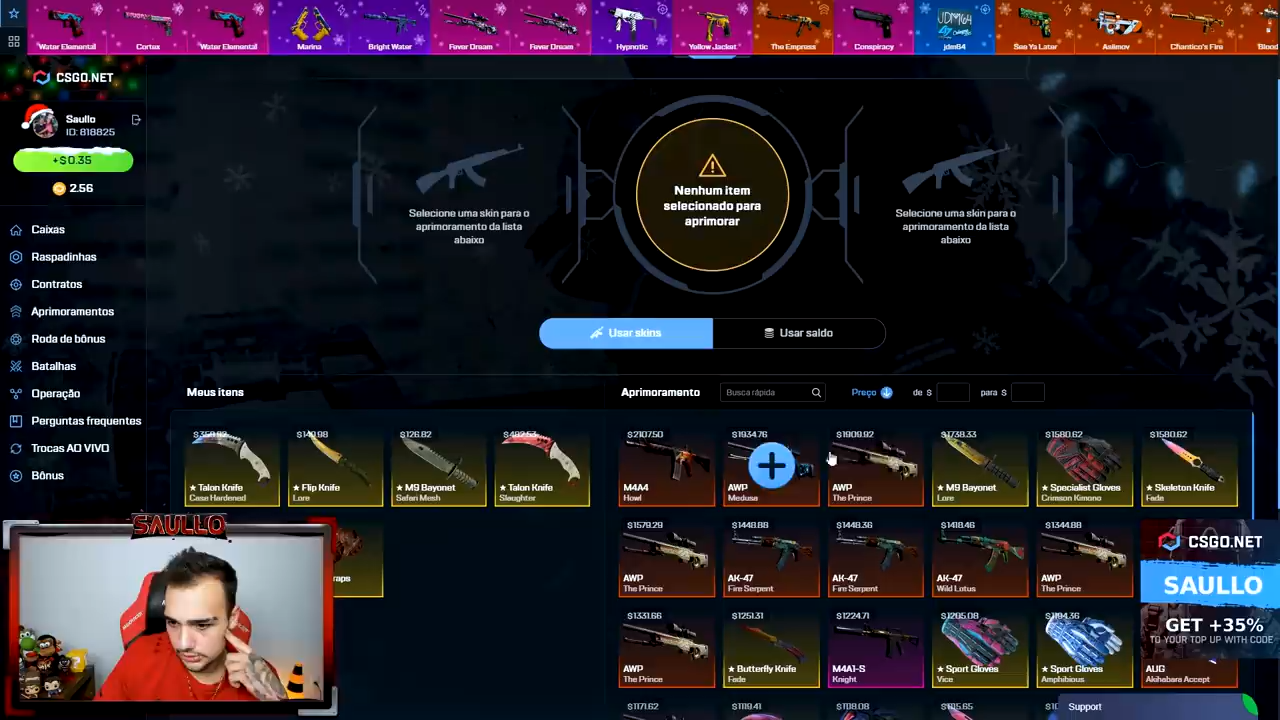 Water Elemental
Cortex
Water Elemental
Marina
Bright Water
Fever Dream
Fever Dream
Hypnotic
Yellow Jacket
The Empress
Conspiracy
JDM64
jdm64
See Ya Later
Asiimov
Chantico's Fire
'Blood
CSGO.NET
Saullo
ID: 818825
+$0.35
2.56
Caixas
Raspadinhas
Contratos
Aprimoramentos
Roda de bônus
Batalhas
Operação
Perguntas frequentes
Trocas AO VIVO
Bônus
Selecione uma skin para o
aprimoramento da lista
abaixo
Nenhum item
selecionado para
aprimorar
Selecione uma skin para o
aprimoramento da lista
abaixo
Usar skins
Usar saldo
Meus itens
Aprimoramento
Busca rápida
Preço
de $
para $
★ Talon Knife
Case Hardened
$140.98
★ Flip Knife
Lore
$126.82
★ M9 Bayonet
Safari Mesh
★ Talon Knife
Slaughter
raps
$2107.50
M4A4
Howl
$1934.76
AWP
Medusa
$1909.92
AWP
The Prince
$1738.33
★ M9 Bayonet
Lore
$1580.62
★ Specialist Gloves
Crimson Kimono
$1580.62
★ Skeleton Knife
Fade
$1579.29
AWP
The Prince
$1448.88
AK-47
Fire Serpent
$1448.36
AK-47
Fire Serpent
$1418.46
AK-47
Wild Lotus
$1344.88
AWP
The Prince
$1331.66
AWP
The Prince
$1251.31
★ Butterfly Knife
Fade
$1224.71
M4A1-S
Knight
$1205.08
★ Sport Gloves
Vice
★ Sport Gloves
Amphibious
AUG
Akihabara Accept
$1171.62
$1119.41
SAULLO
CSGO.NET
SAULLO
GET +35%
TO YOUR TOP UP WITH CODE
Support